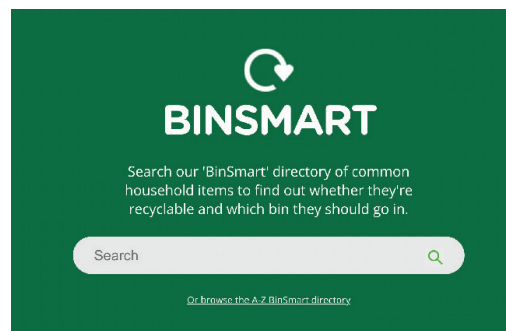 BINSMART
Search our 'BinSmart' directory of common
household items to find out whether they're
recyclable and which bin they should go in.
Search
Or browse the A-Z BinSmart directory